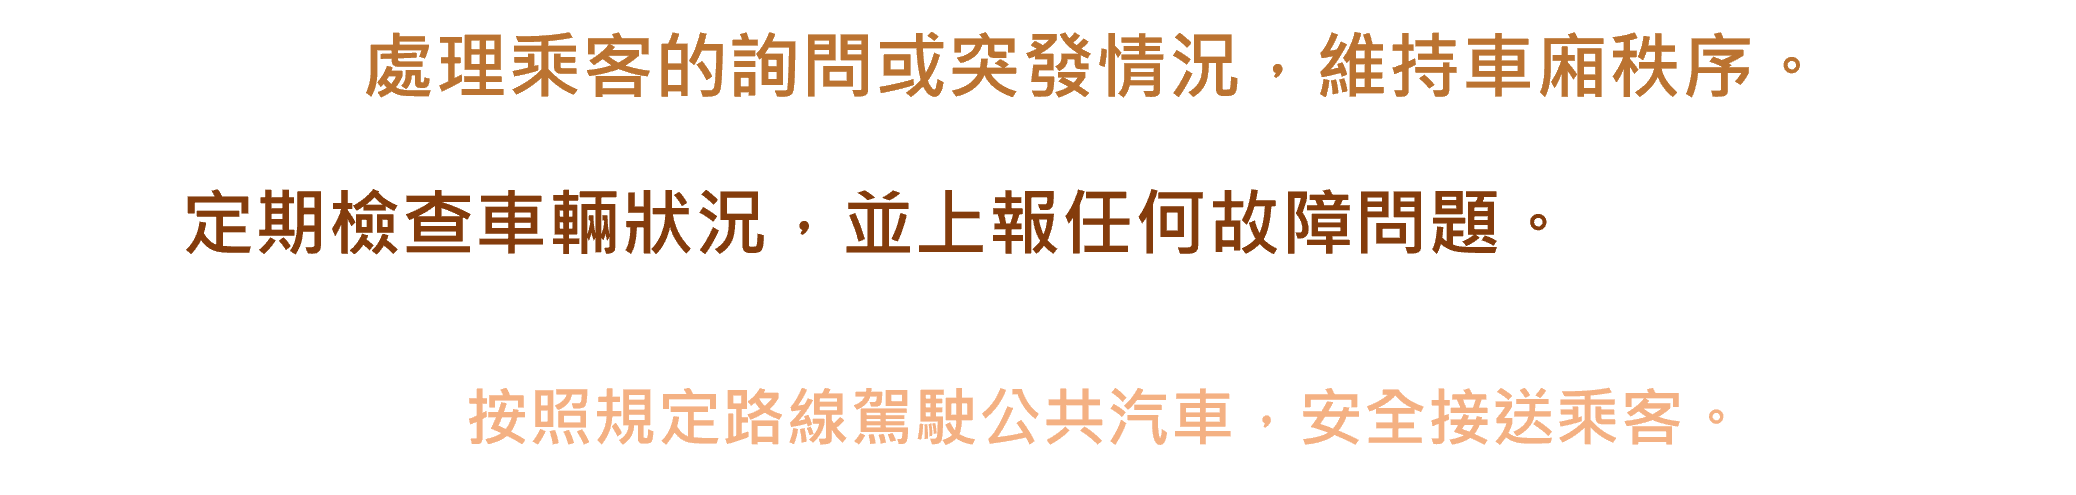 處理乘客的詢問或突發情況，維持車廂秩序。
定期檢查車輛狀況，並上報任何故障問題。
按照規定路線駕駛公共汽車，安全接送乘客。